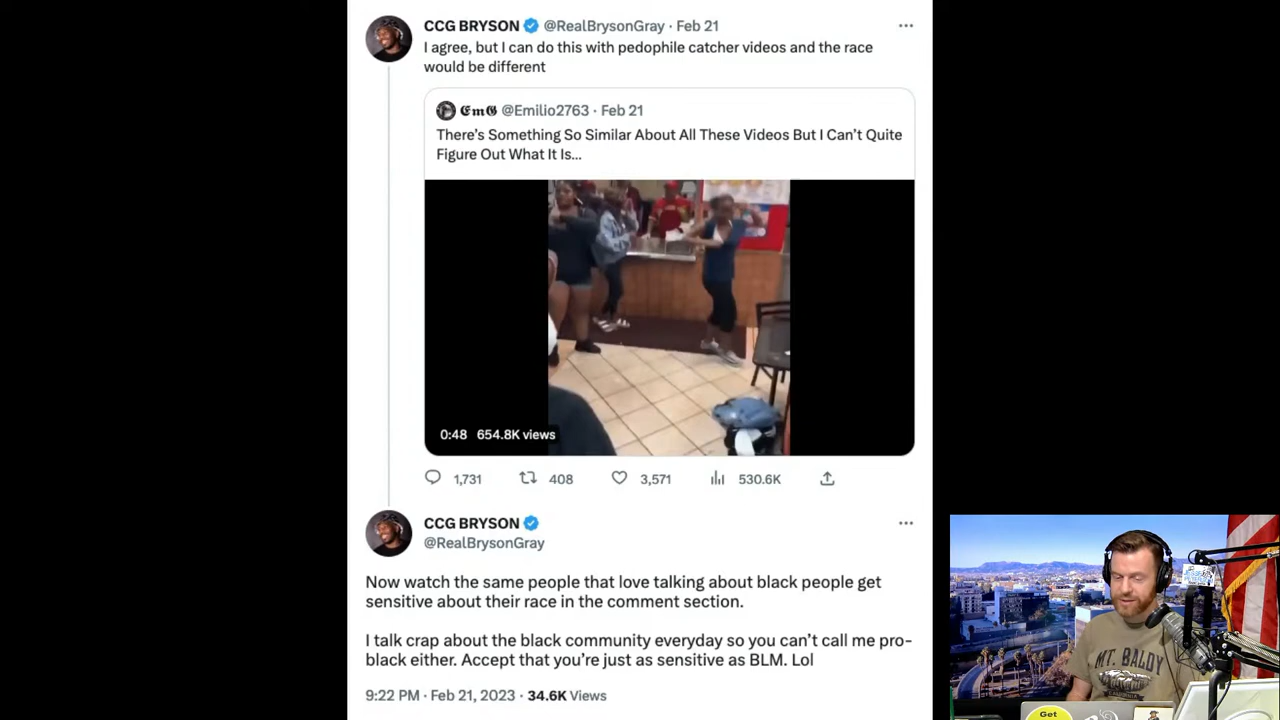 CCG BRYSON @RealBrysonGray · Feb 21
I agree, but I can do this with pedophile catcher videos and the race
would be different
𝕰𝖒𝕲 @Emilio2763 · Feb 21
There's Something So Similar About All These Videos But I Can't Quite
Figure Out What It Is...
0:48 654.8K views
1,731 408 3,571 530.6K
CCG BRYSON
@RealBrysonGray
Now watch the same people that love talking about black people get
sensitive about their race in the comment section.
I talk crap about the black community everyday so you can't call me pro-
black either. Accept that you're just as sensitive as BLM. Lol
9:22 PM · Feb 21, 2023 · 34.6K Views
MT. BALDY
CALIFORNIA
Get